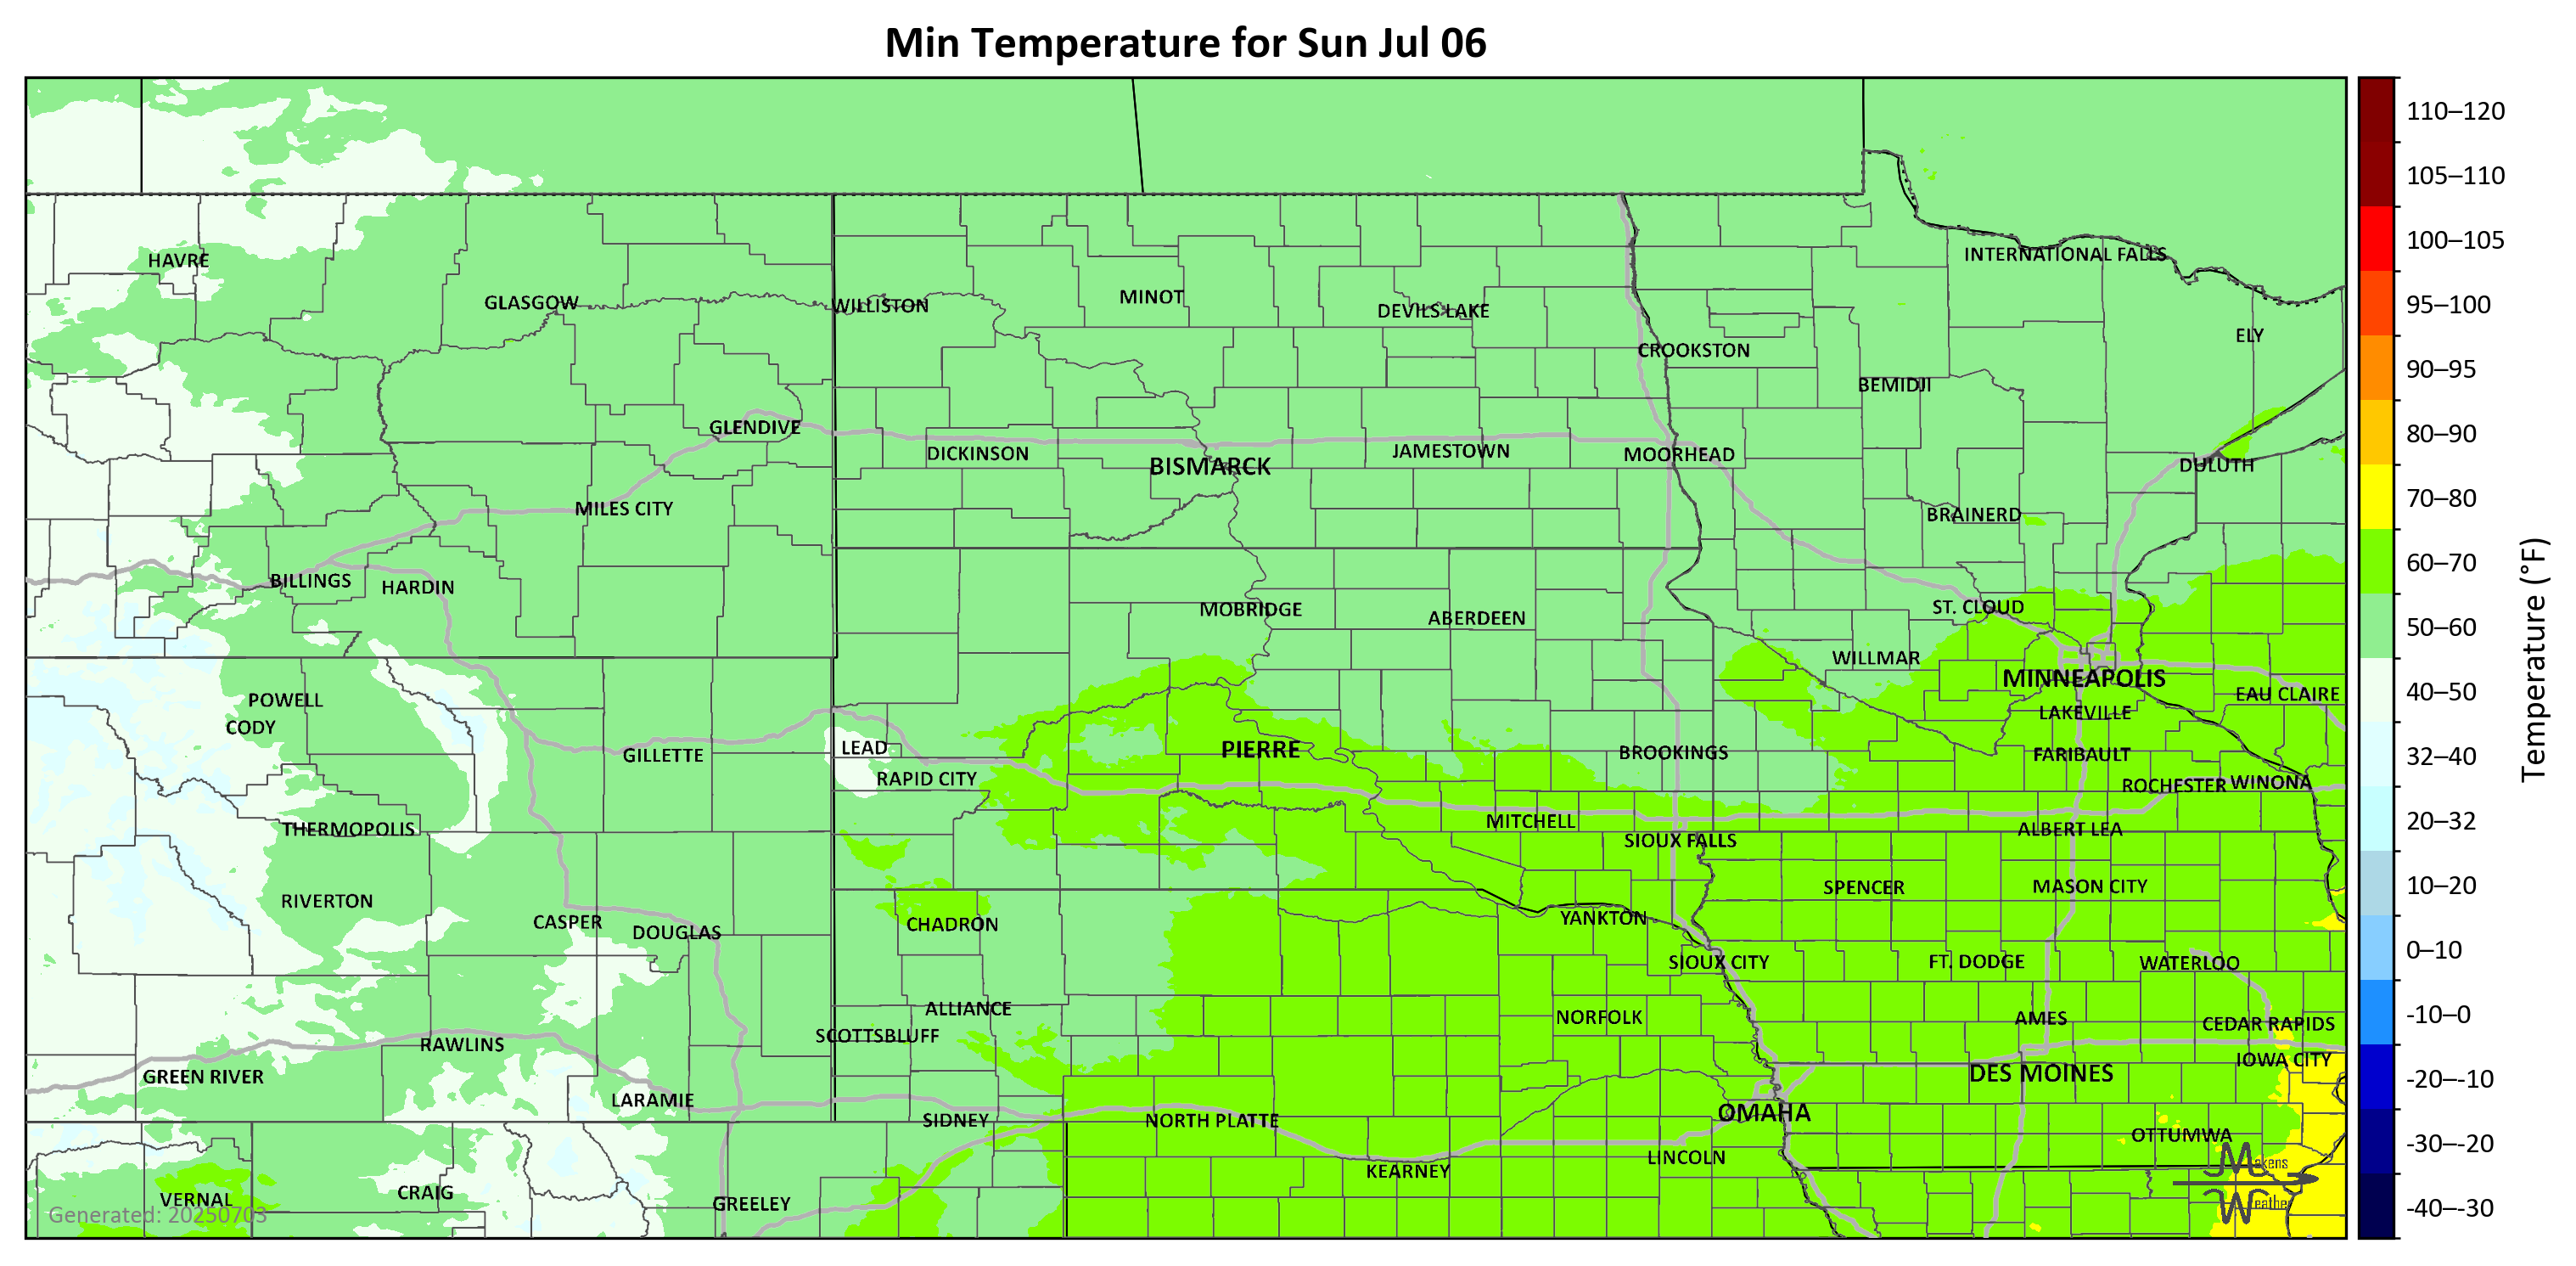 Min Temperature for Sun Jul 06
110–120
105–110
100–105
95–100
90–95
80–90
70–80
60–70
50–60
40–50
32–40
20–32
10–20
0–10
-10–0
-20–-10
-30–-20
-40–-30
Temperature (°F)
HAVRE
INTERNATIONAL FALLS
GLASGOW
WILLISTON
MINOT
DEVILS LAKE
ELY
CROOKSTON
BEMIDJI
GLENDIVE
DICKINSON
BISMARCK
JAMESTOWN
MOORHEAD
DULUTH
MILES CITY
BRAINERD
BILLINGS
HARDIN
MOBRIDGE
ABERDEEN
ST. CLOUD
WILLMAR
MINNEAPOLIS
POWELL
EAU CLAIRE
CODY
LAKEVILLE
GILLETTE
LEAD
PIERRE
BROOKINGS
FARIBAULT
RAPID CITY
ROCHESTER
WINONA
THERMOPOLIS
MITCHELL
SIOUX FALLS
ALBERT LEA
RIVERTON
SPENCER
MASON CITY
CASPER
DOUGLAS
CHADRON
YANKTON
SIOUX CITY
FT. DODGE
WATERLOO
ALLIANCE
NORFOLK
AMES
CEDAR RAPIDS
SCOTTSBLUFF
RAWLINS
IOWA CITY
GREEN RIVER
DES MOINES
LARAMIE
SIDNEY
NORTH PLATTE
OMAHA
OTTUMWA
LINCOLN
KEARNEY
VERNAL
CRAIG
GREELEY
Makens
Weather
Generated: 20250703